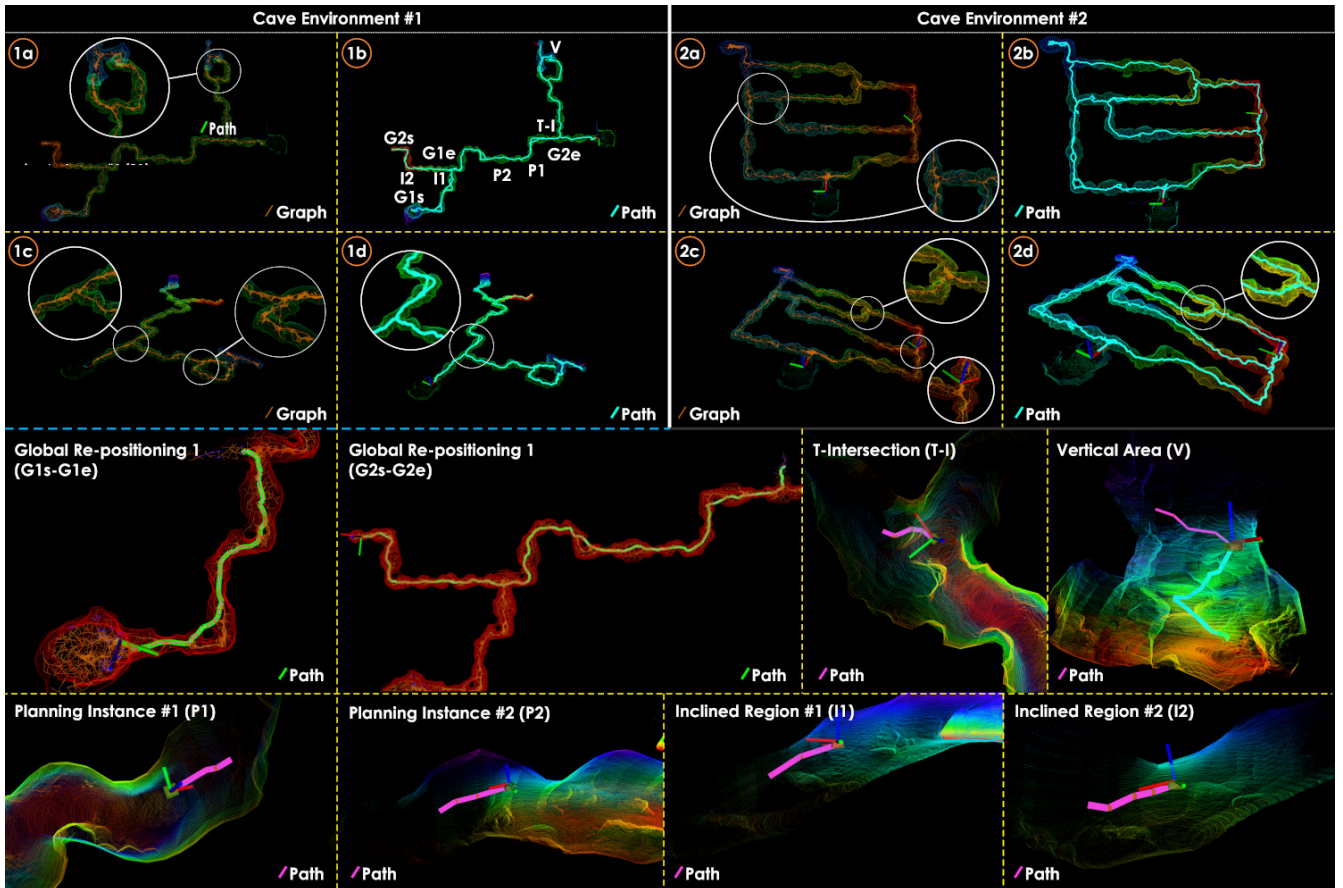 Cave Environment #1
Cave Environment #2
1a
Path
Graph
1b
V
T-I
G2s
G1e
G2e
P1
P2
I2
I1
G1s
Path
2a
Graph
2b
Path
1c
Graph
1d
Path
2c
Graph
2d
Path
Global Re-positioning 1
(G1s-G1e)
Path
Global Re-positioning 1
(G2s-G2e)
Path
T-Intersection (T-I)
Path
Vertical Area (V)
Path
Planning Instance #1 (P1)
Path
Planning Instance #2 (P2)
Path
Inclined Region #1 (I1)
Path
Inclined Region #2 (I2)
Path